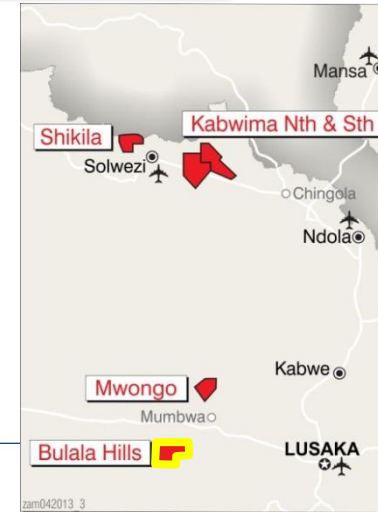 Mansa
Kabwima Nth & Sth
Shikila
Solwezi
Chingola
Ndola
Kabwe
Mwongo
Mumbwa
Bulala Hills
LUSAKA
zam042013_3